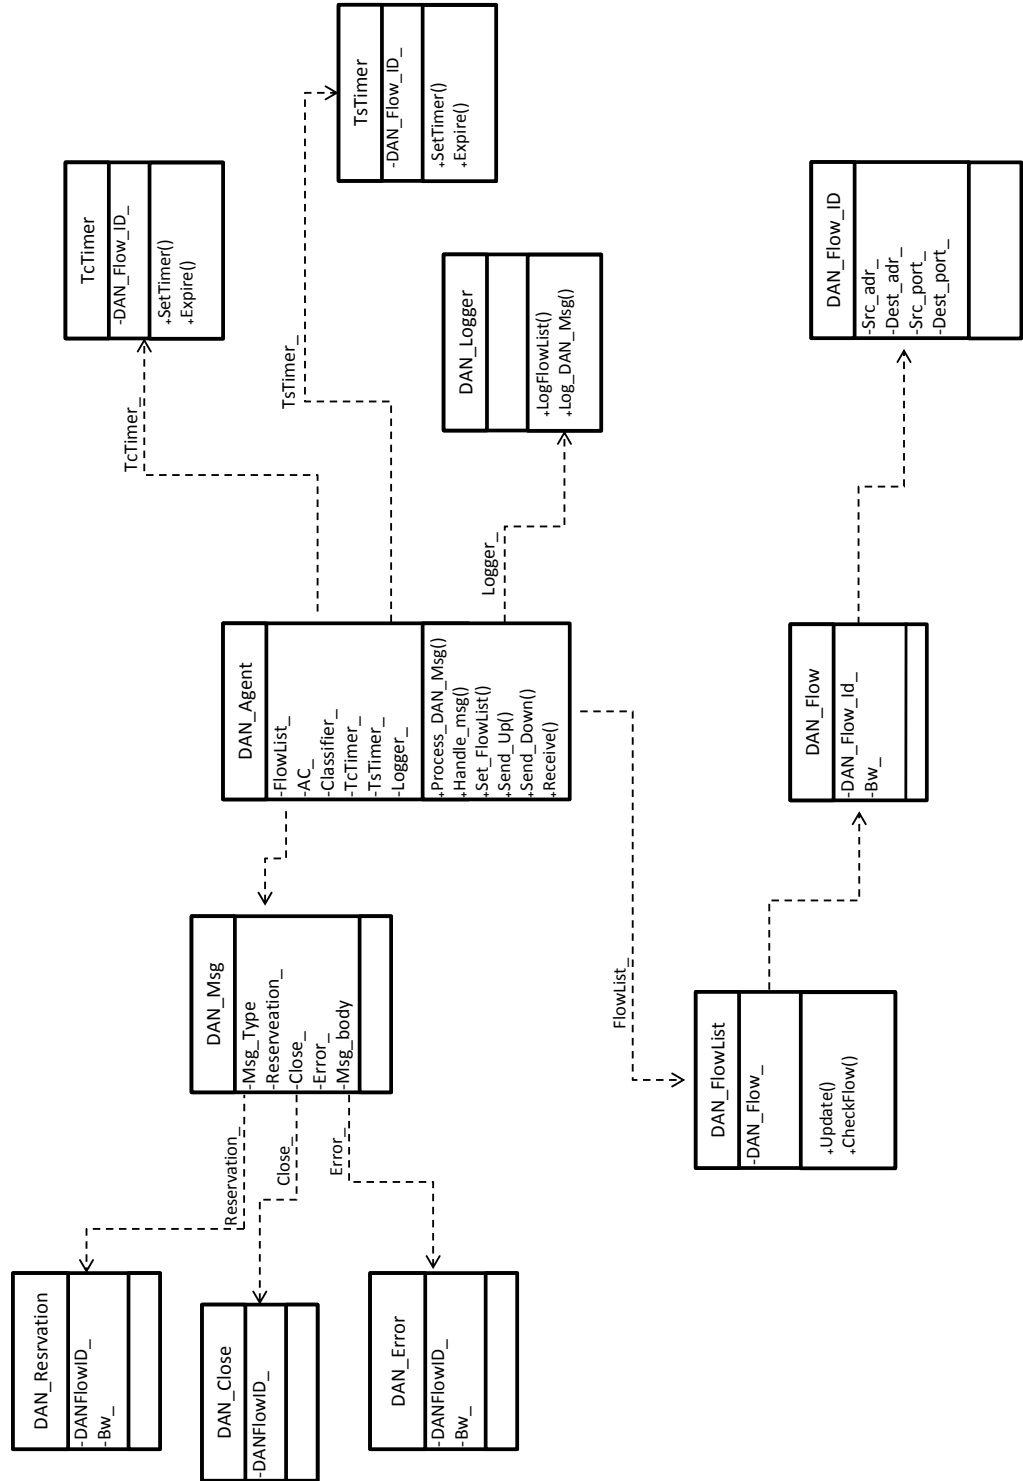 DAN_Resrvation
-DANFlowID_
-Bw_
DAN_Close
-DANFlowID_
DAN_Error
-DANFlowID_
-Bw_
Reservation_
Close_
Error_
DAN_Msg
-Msg_Type
-Reserveation_
-Close_
-Error_
-Msg_body
DAN_Agent
-FlowList_
-AC_
-Classifier_
-TcTimer_
-TsTimer_
-Logger_
+Process_DAN_Msg()
+Handle_msg()
+Set_FlowList()
+Send_Up()
+Send_Down()
+Receive()
TcTimer_
TcTimer
-DAN_Flow_ID_
+SetTimer()
+Expire()
TsTimer_
TsTimer
-DAN_Flow_ID_
+SetTimer()
+Expire()
Logger_
DAN_Logger
+LogFlowList()
+Log_DAN_Msg()
FlowList_
DAN_FlowList
-DAN_Flow_
+Update()
+CheckFlow()
DAN_Flow
-DAN_Flow_Id_
-Bw_
DAN_Flow_ID
-Src_adr_
-Dest_adr_
-Src_port_
-Dest_port_